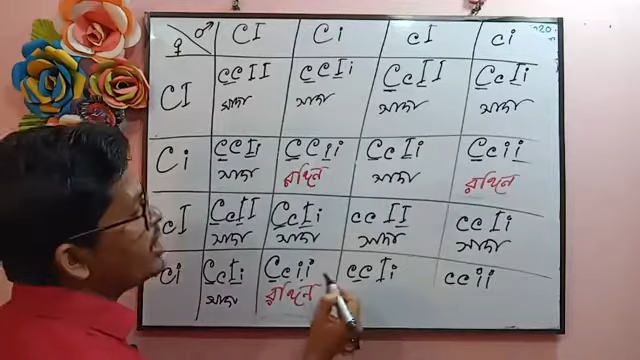 ♀ ♂ CI Ci cI ci
CI CCII CCIi CcII CcIi
সাদা সাদা সাদা সাদা
Ci CCIi CCii CcIi Ccii
সাদা রঙিন সাদা রঙিন
cI CcII CcIi ccII ccIi
সাদা সাদা সাদা সাদা
ci CcIi Ccii ccIi ccii
সাদা রঙিন